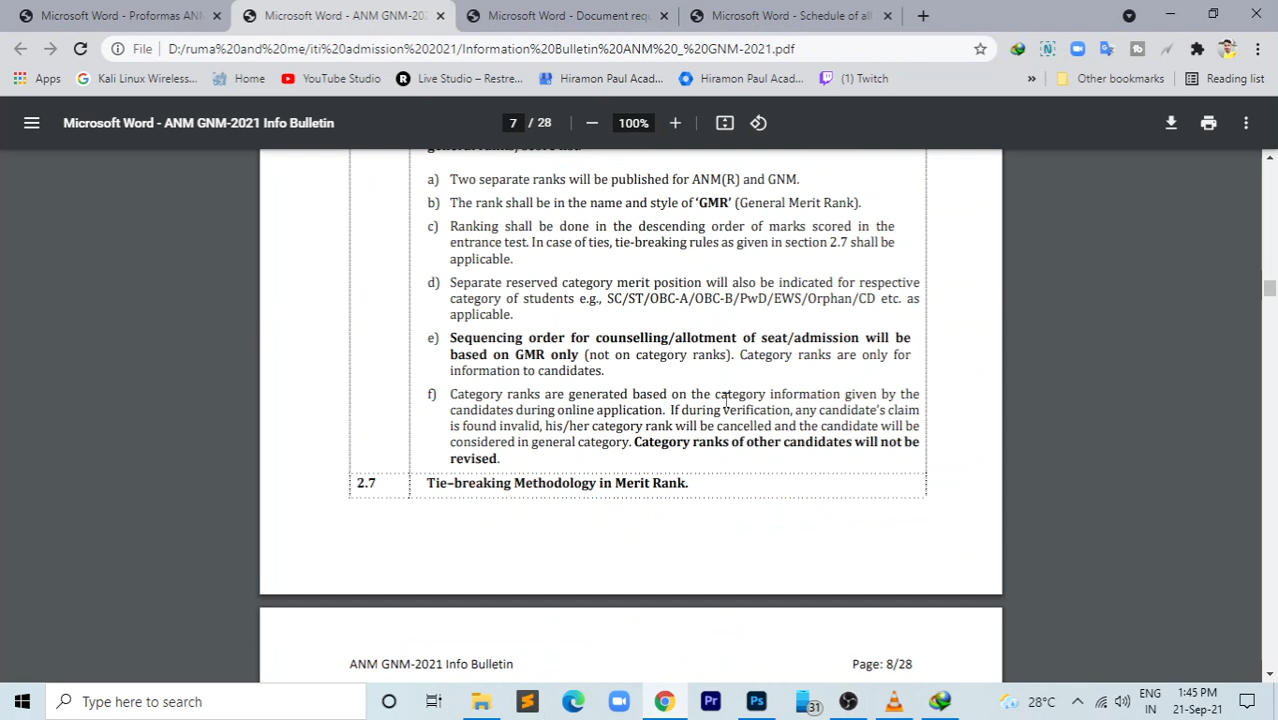 Microsoft Word - Proformas ANM
Microsoft Word - ANM GNM-202
Microsoft Word - Document requ
Microsoft Word - Schedule of all
File
D:/ruma%20and%20me/iti%20admission%202021/Information%20Bulletin%20ANM%20_%20GNM-2021.pdf
Apps
Kali Linux Wireless...
Home
YouTube Studio
Live Studio – Restre...
Hiramon Paul Acad...
Hiramon Paul Acad...
(1) Twitch
»
Other bookmarks
Reading list
Microsoft Word - ANM GNM-2021 Info Bulletin
7 / 28
100%
a) Two separate ranks will be published for ANM(R) and GNM.
b) The rank shall be in the name and style of ‘GMR’ (General Merit Rank).
c) Ranking shall be done in the descending order of marks scored in the
entrance test. In case of ties, tie-breaking rules as given in section 2.7 shall be
applicable.
d) Separate reserved category merit position will also be indicated for respective
category of students e.g., SC/ST/OBC-A/OBC-B/PwD/EWS/Orphan/CD etc. as
applicable.
e) Sequencing order for counselling/allotment of seat/admission will be
based on GMR only (not on category ranks). Category ranks are only for
information to candidates.
f) Category ranks are generated based on the category information given by the
candidates during online application. If during verification, any candidate's claim
is found invalid, his/her category rank will be cancelled and the candidate will be
considered in general category. Category ranks of other candidates will not be
revised.
2.7 Tie–breaking Methodology in Merit Rank.
ANM GNM-2021 Info Bulletin
Page: 8/28
Type here to search
31
28°C
ENG
IN
1:45 PM
21-Sep-21